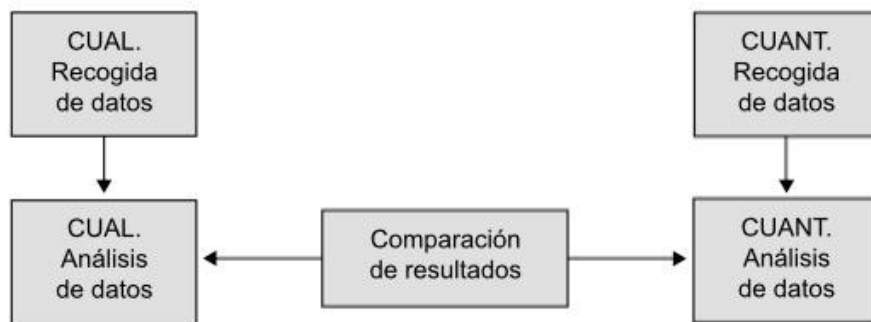 CUAL.
Recogida
de datos
CUANT.
Recogida
de datos
CUAL.
Análisis
de datos
Comparación
de resultados
CUANT.
Análisis
de datos